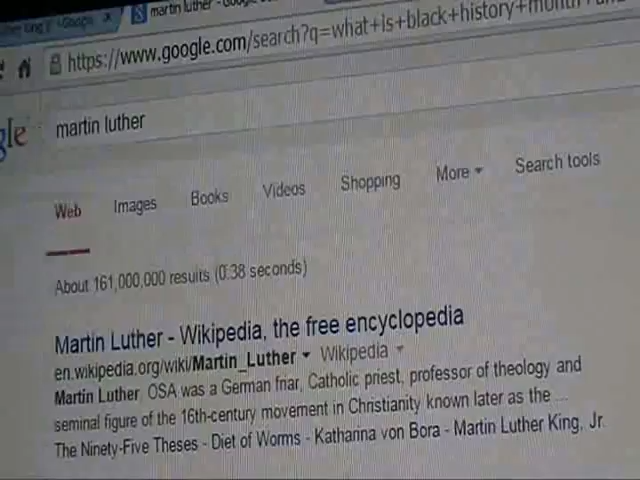 martin luther - Google
https://www.google.com/search?q=what+is+black+history+month
gle
martin luther
Web Images Books Videos Shopping More Search tools
About 161,000,000 results (0.38 seconds)
Martin Luther - Wikipedia, the free encyclopedia
en.wikipedia.org/wiki/Martin_Luther Wikipedia
Martin Luther, OSA was a German friar, Catholic priest, professor of theology and
seminal figure of the 16th-century movement in Christianity known later as the ...
The Ninety-Five Theses - Diet of Worms - Katharina von Bora - Martin Luther King, Jr.